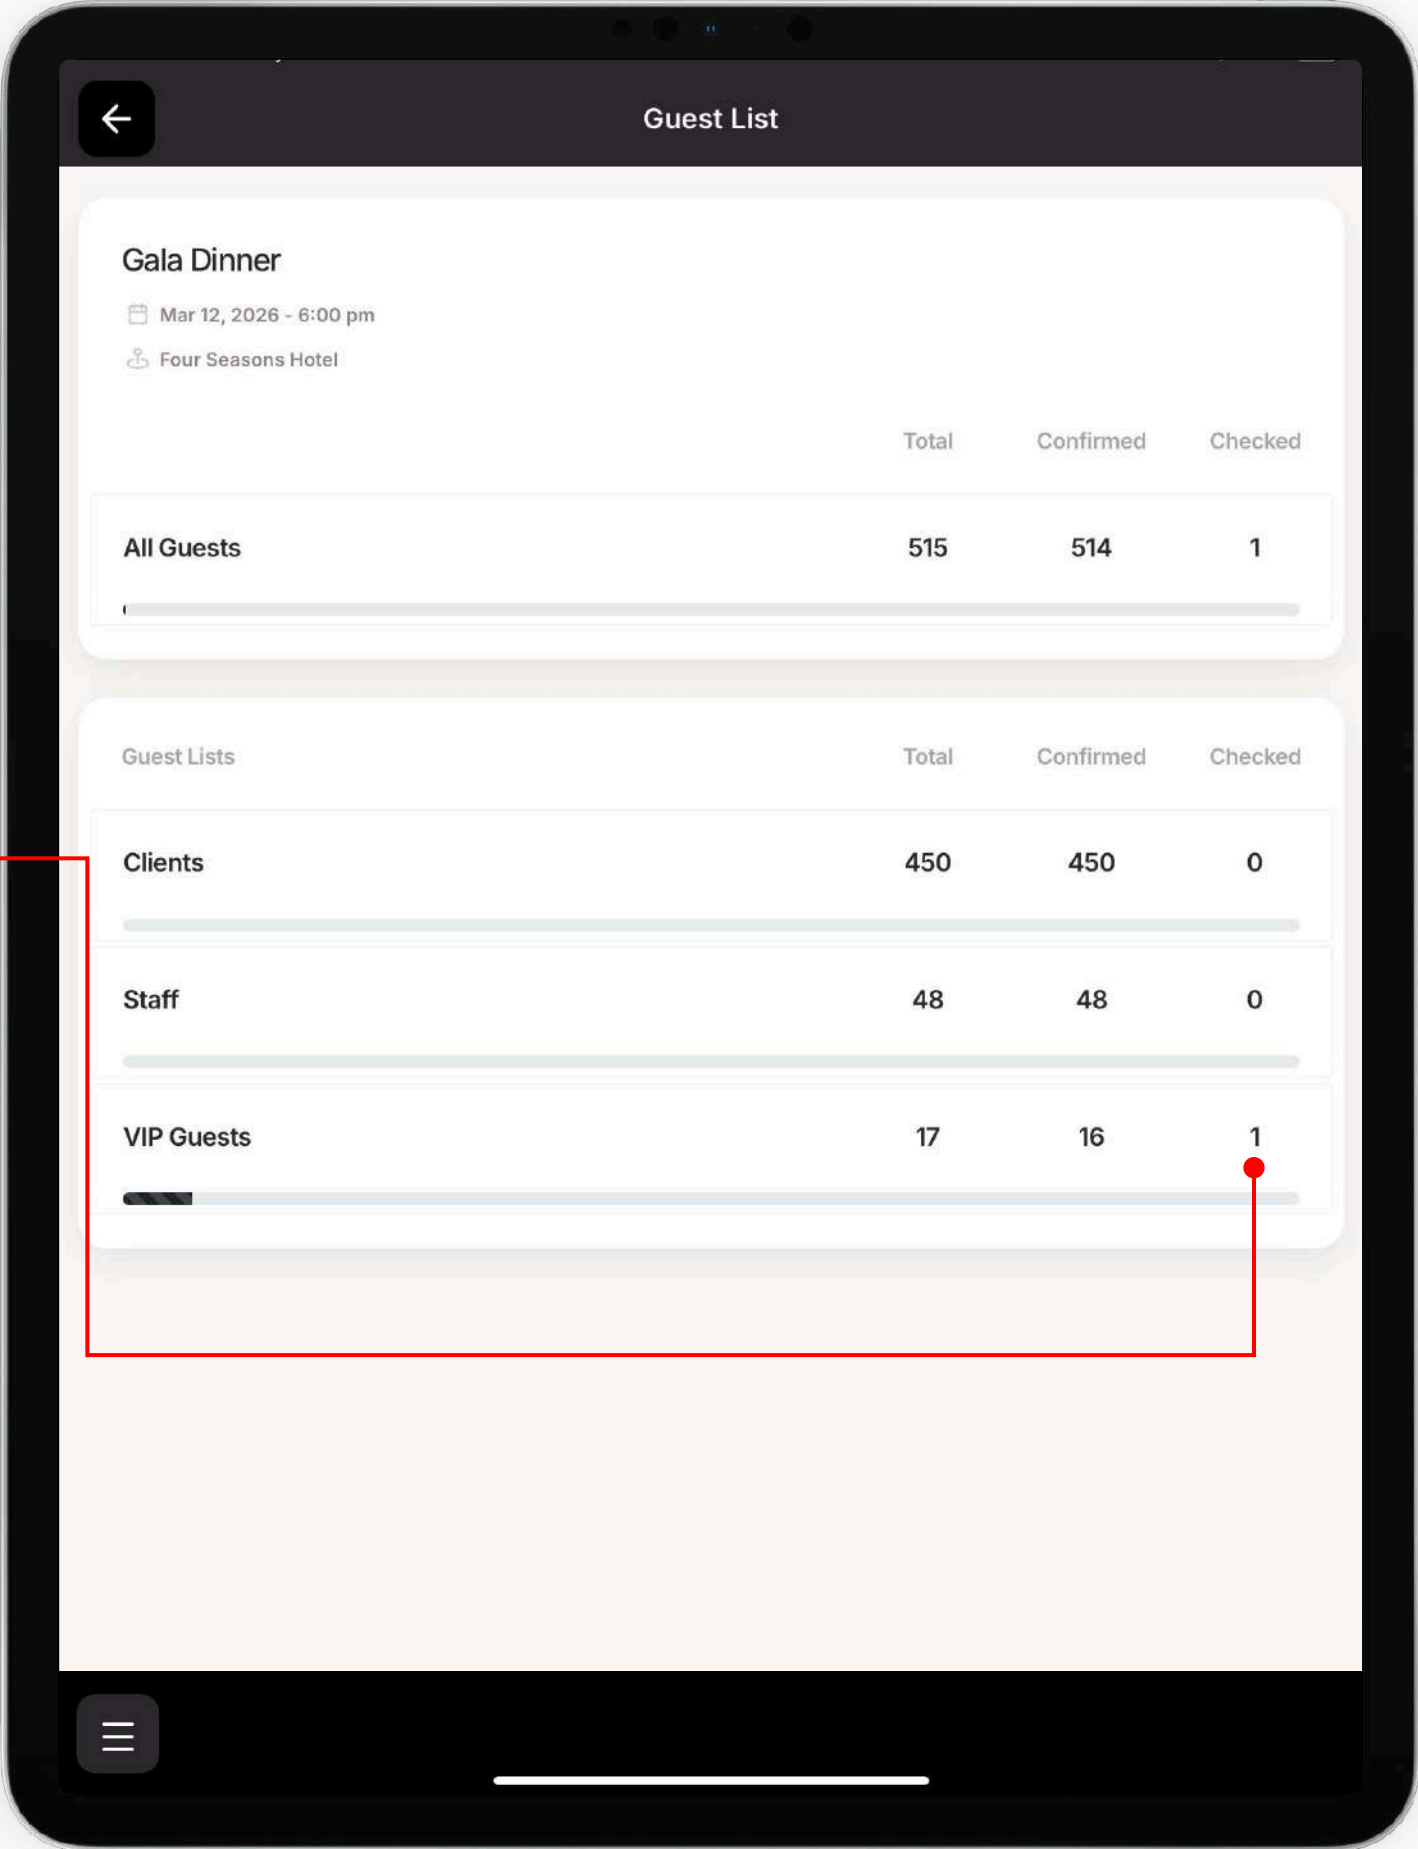 Guest List
Gala Dinner
Mar 12, 2026 - 6:00 pm
Four Seasons Hotel
Total Confirmed Checked
All Guests 515 514 1
Guest Lists Total Confirmed Checked
Clients 450 450 0
Staff 48 48 0
VIP Guests 17 16 1